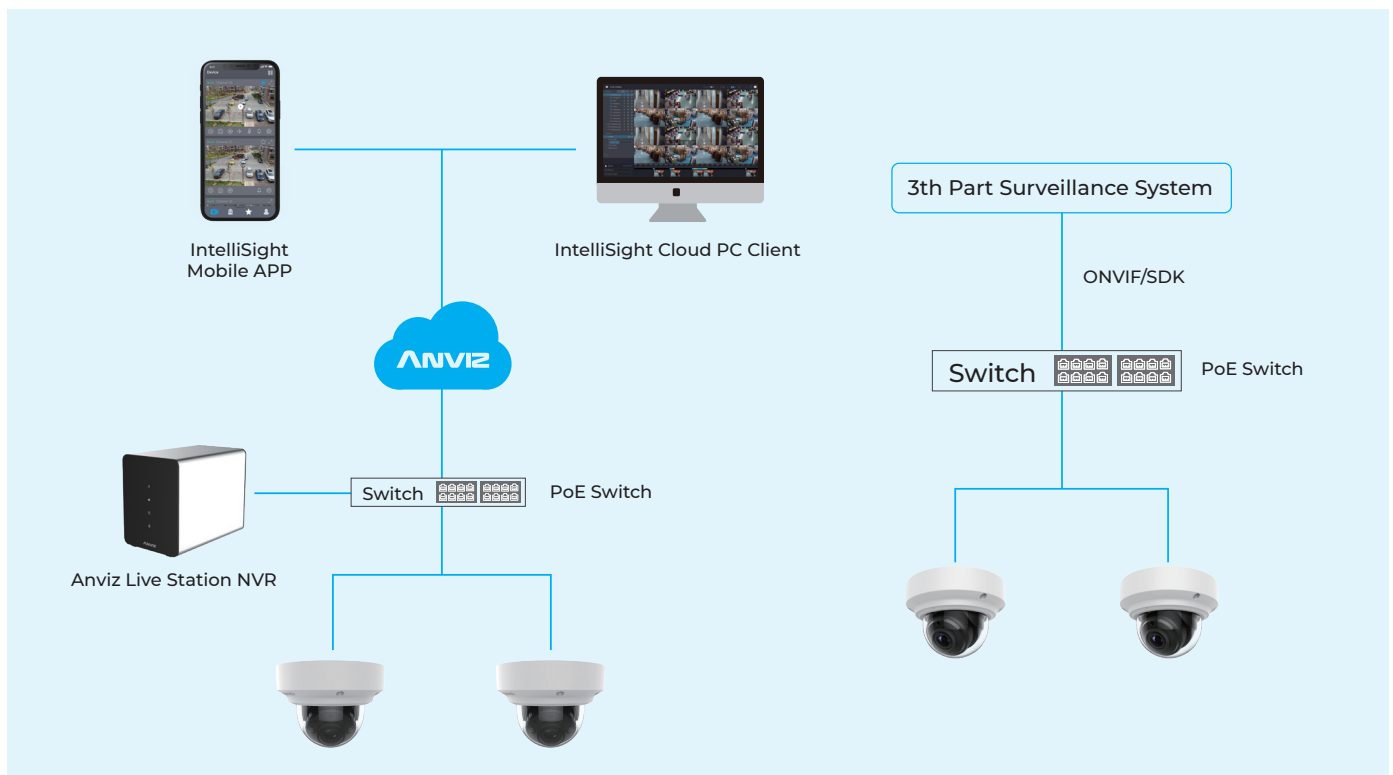 IntelliSight
Mobile APP
IntelliSight Cloud PC Client
ANVIZ
Switch
PoE Switch
Anviz Live Station NVR
3th Part Surveillance System
ONVIF/SDK
Switch
PoE Switch